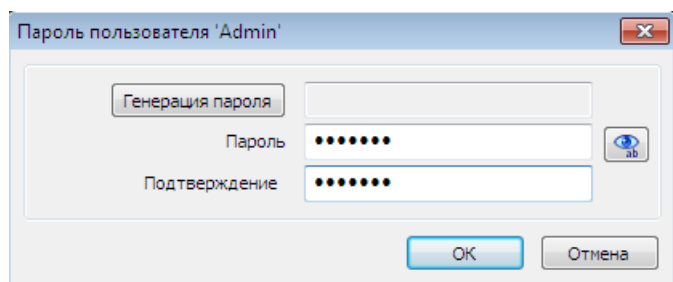 Пароль пользователя 'Admin'
Генерация пароля
Пароль •••••••
ab
Подтверждение •••••••
OK Отмена